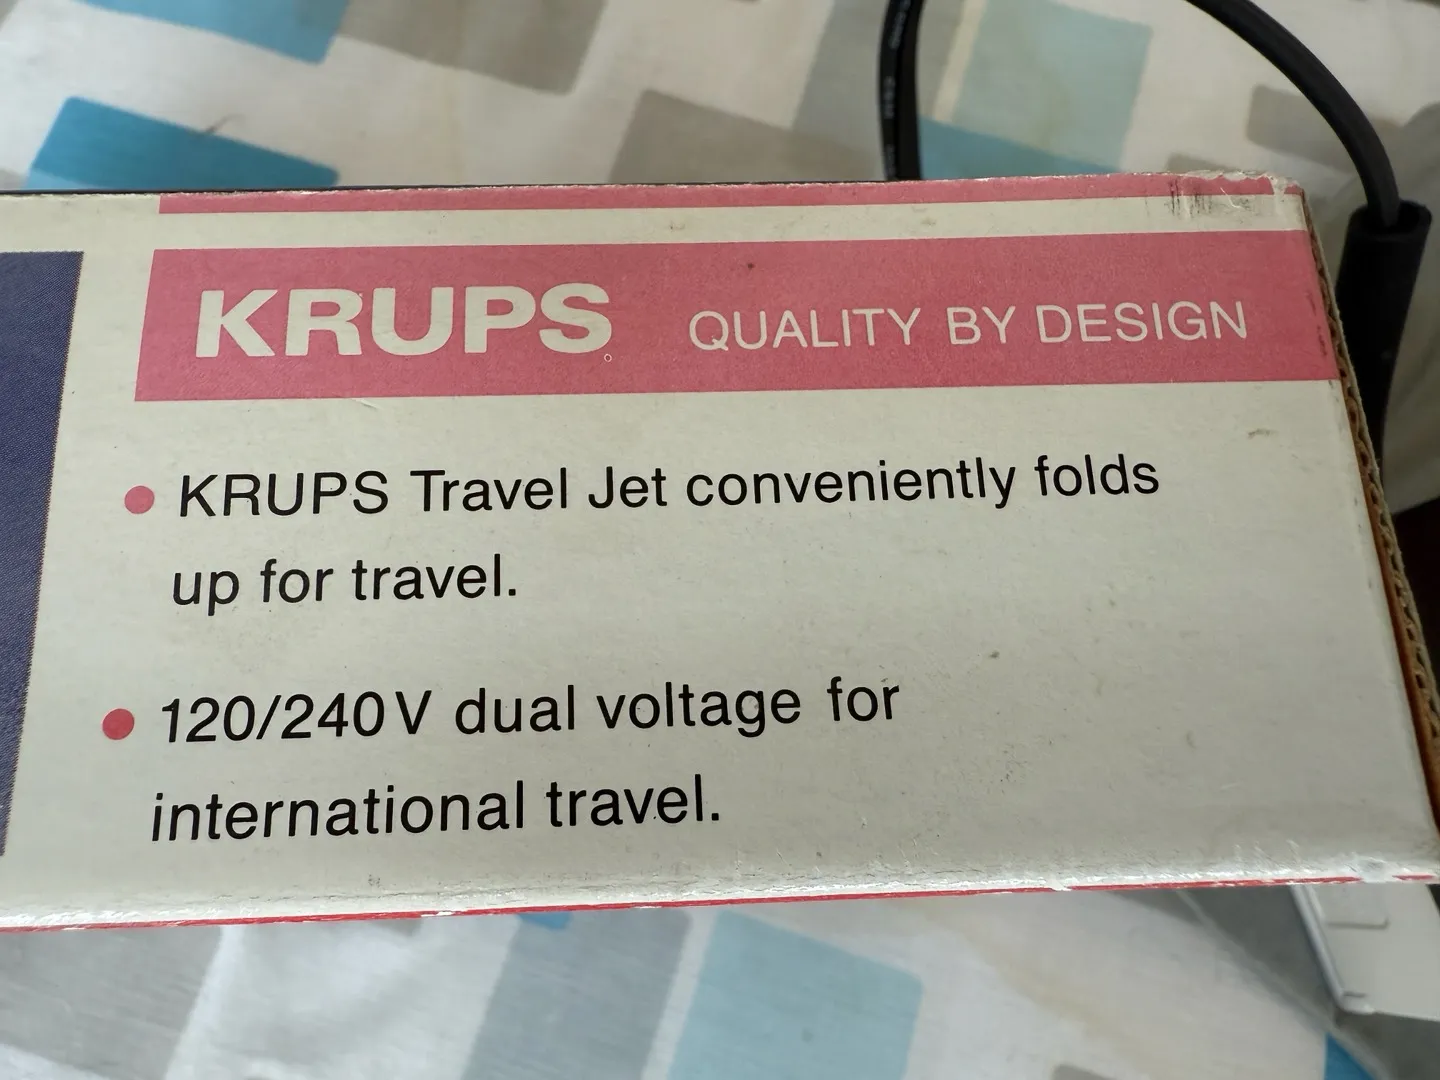 KRUPS QUALITY BY DESIGN
● KRUPS Travel Jet conveniently folds
up for travel.
● 120/240V dual voltage for
international travel.